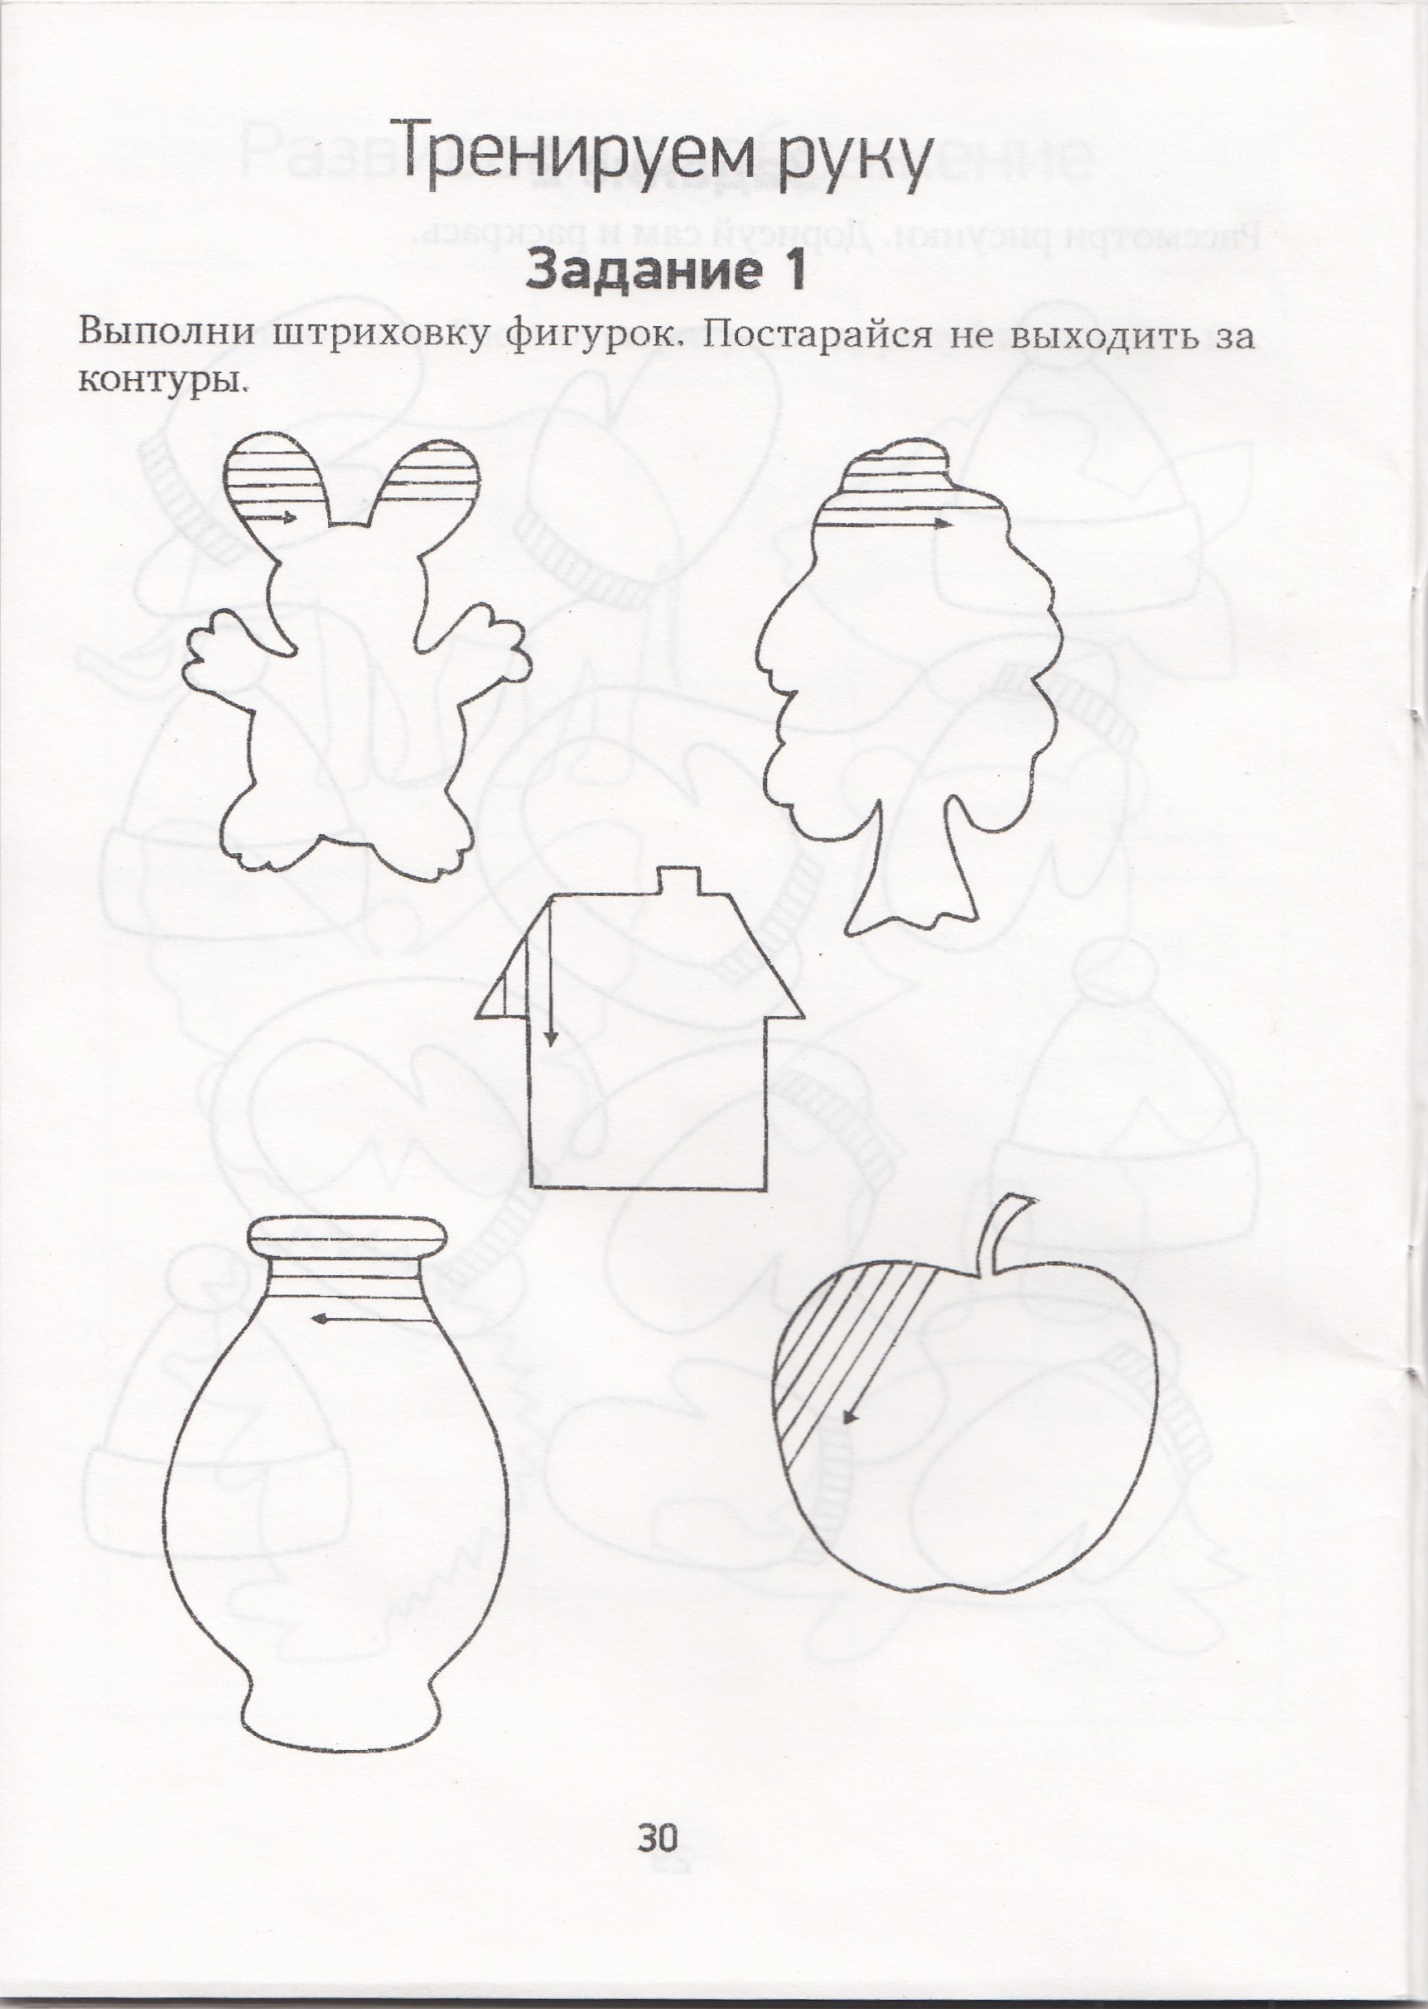 Тренируем руку
Задание 1
Выполни штриховку фигурок. Постарайся не выходить за
контуры.
30